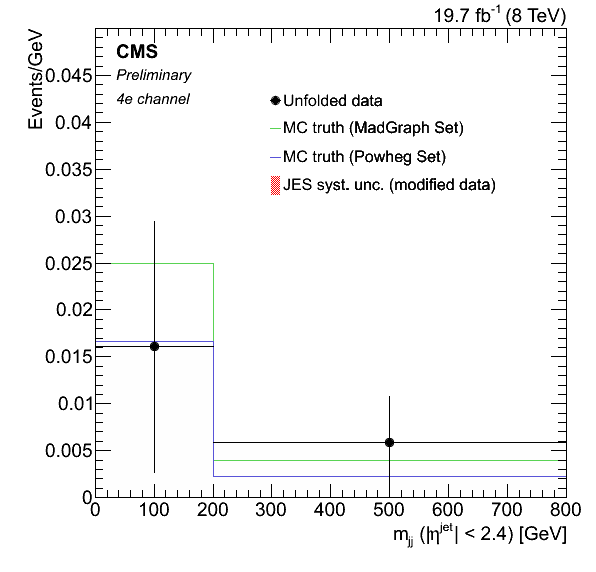 19.7 fb⁻¹ (8 TeV)
Events/GeV
CMS
Preliminary
4e channel
Unfolded data
MC truth (MadGraph Set)
MC truth (Powheg Set)
JES syst. unc. (modified data)
0.045
0.04
0.035
0.03
0.025
0.02
0.015
0.01
0.005
0
0 100 200 300 400 500 600 700 800
m_jj (|η^jet| < 2.4) [GeV]